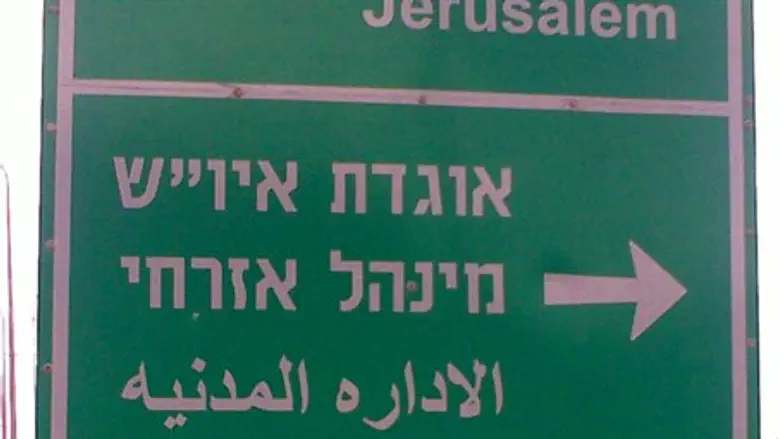 Jerusalem
אוגדת איו״ש
מינהל אזרחי
الاداره المدنيه